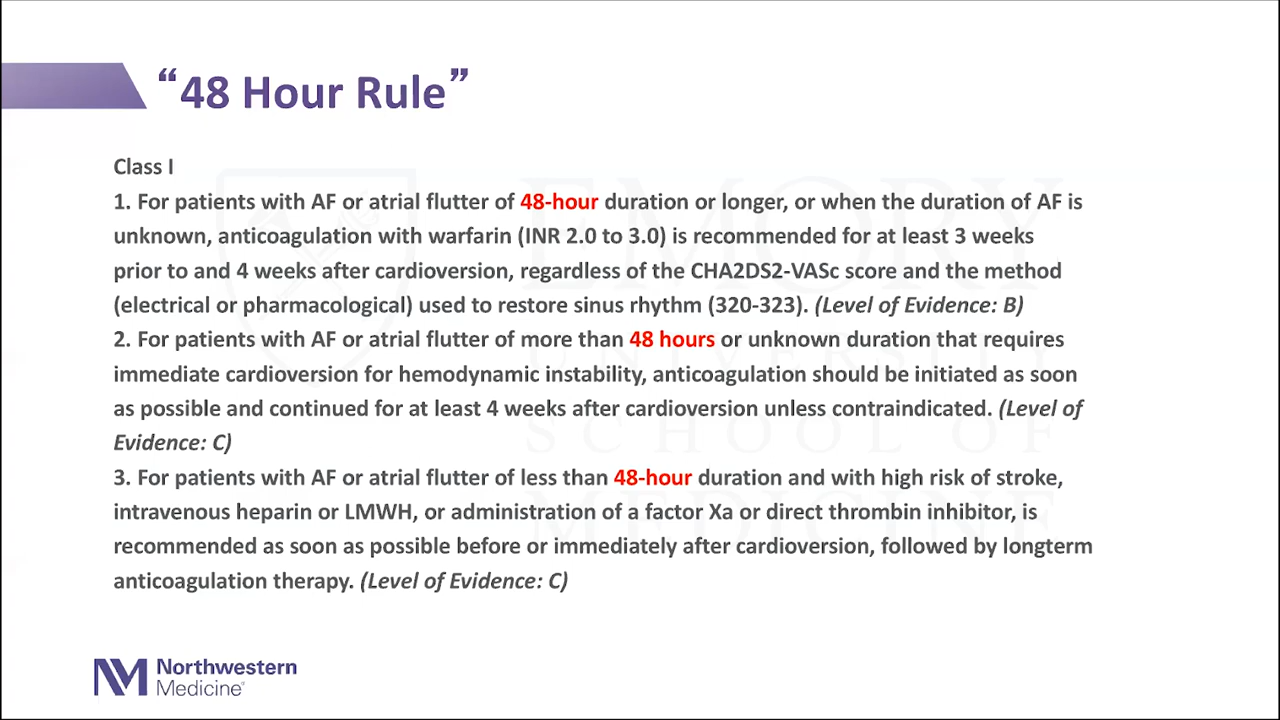 “48 Hour Rule”
Class I
1. For patients with AF or atrial flutter of 48-hour duration or longer, or when the duration of AF is
unknown, anticoagulation with warfarin (INR 2.0 to 3.0) is recommended for at least 3 weeks
prior to and 4 weeks after cardioversion, regardless of the CHA2DS2-VASc score and the method
(electrical or pharmacological) used to restore sinus rhythm (320-323). (Level of Evidence: B)
2. For patients with AF or atrial flutter of more than 48 hours or unknown duration that requires
immediate cardioversion for hemodynamic instability, anticoagulation should be initiated as soon
as possible and continued for at least 4 weeks after cardioversion unless contraindicated. (Level of
Evidence: C)
3. For patients with AF or atrial flutter of less than 48-hour duration and with high risk of stroke,
intravenous heparin or LMWH, or administration of a factor Xa or direct thrombin inhibitor, is
recommended as soon as possible before or immediately after cardioversion, followed by longterm
anticoagulation therapy. (Level of Evidence: C)
EMORY
UNIVERSITY
SCHOOL OF
MEDICINE
Northwestern
Medicine